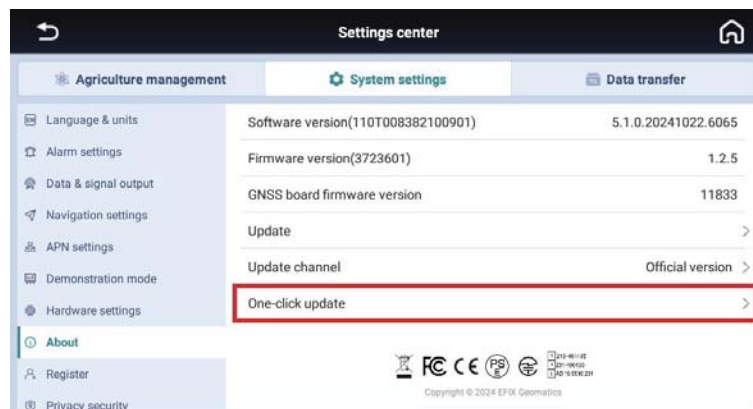 Settings center
Agriculture management
System settings
Data transfer
Language & units
Alarm settings
Data & signal output
Navigation settings
APN settings
Demonstration mode
Hardware settings
About
Register
Privacy security
Software version(110T008382100901) 5.1.0.20241022.6065
Firmware version(3723601) 1.2.5
GNSS board firmware version 11833
Update
Update channel Official version
One-click update
FC CE PS E
Copyright © 2024 EFIX Geomatics